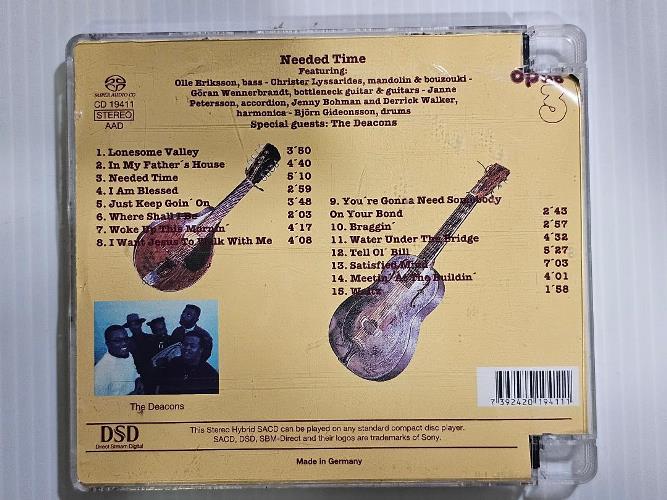 Needed Time
Featuring:
Olle Eriksson, bass - Christer Lyssarides, mandolin & bouzouki -
Göran Wennerbrandt, bottleneck guitar & guitars - Janne
Petersson, accordion, Jenny Bohman and Derrick Walker,
harmonica - Björn Gideonsson, drums
Special guests: The Deacons
SUPER AUDIO CD
CD 19411
STEREO
AAD
op
1. Lonesome Valley 3´50
2. In My Father´s House 4´40
3. Needed Time 5´10
4. I Am Blessed 2´59
5. Just Keep Goin´ On 3´48
6. Where Shall I Be 2´03
7. Woke Up This Mornin´ 4´17
8. I Want Jesus To Walk With Me 4´08
9. You´re Gonna Need Somebody
On Your Bond 2´43
10. Braggin´ 2´57
11. Water Under The Bridge 4´32
12. Tell Ol´ Bill 5´27
13. Satisfied Mind 7´03
14. Meetin´ At The Buildin´ 4´01
15. Waltz 1´58
The Deacons
7 392420 194111
DSD
Direct Stream Digital
This Stereo Hybrid SACD can be played on any standard compact disc player.
SACD, DSD, SBM-Direct and their logos are trademarks of Sony.
Made in Germany